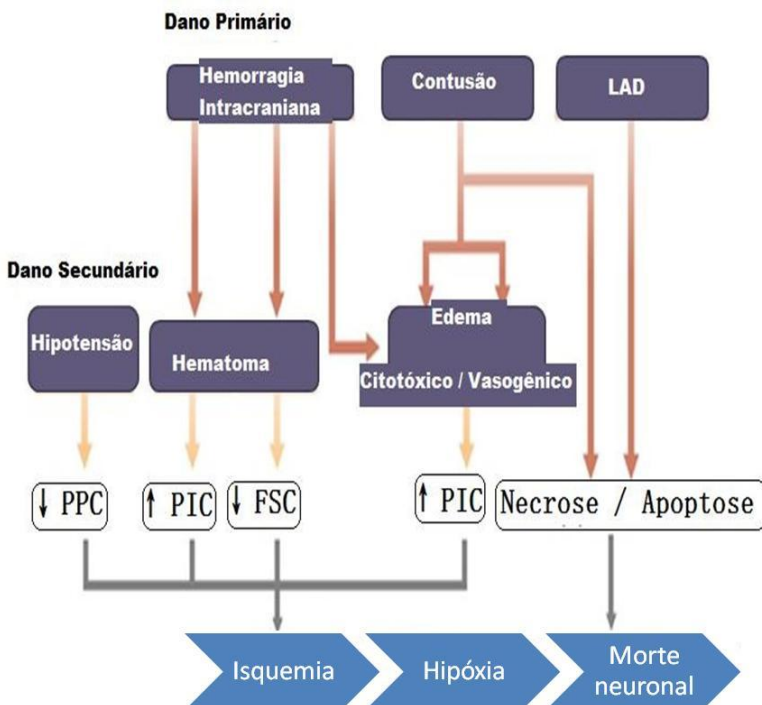 Dano Primário
Hemorragia
Intracraniana
Contusão
LAD
Dano Secundário
Hipotensão
Hematoma
Edema
Citotóxico / Vasogênico
↓ PPC
↑ PIC
↓ FSC
↑ PIC
Necrose / Apoptose
Isquemia
Hipóxia
Morte
neuronal